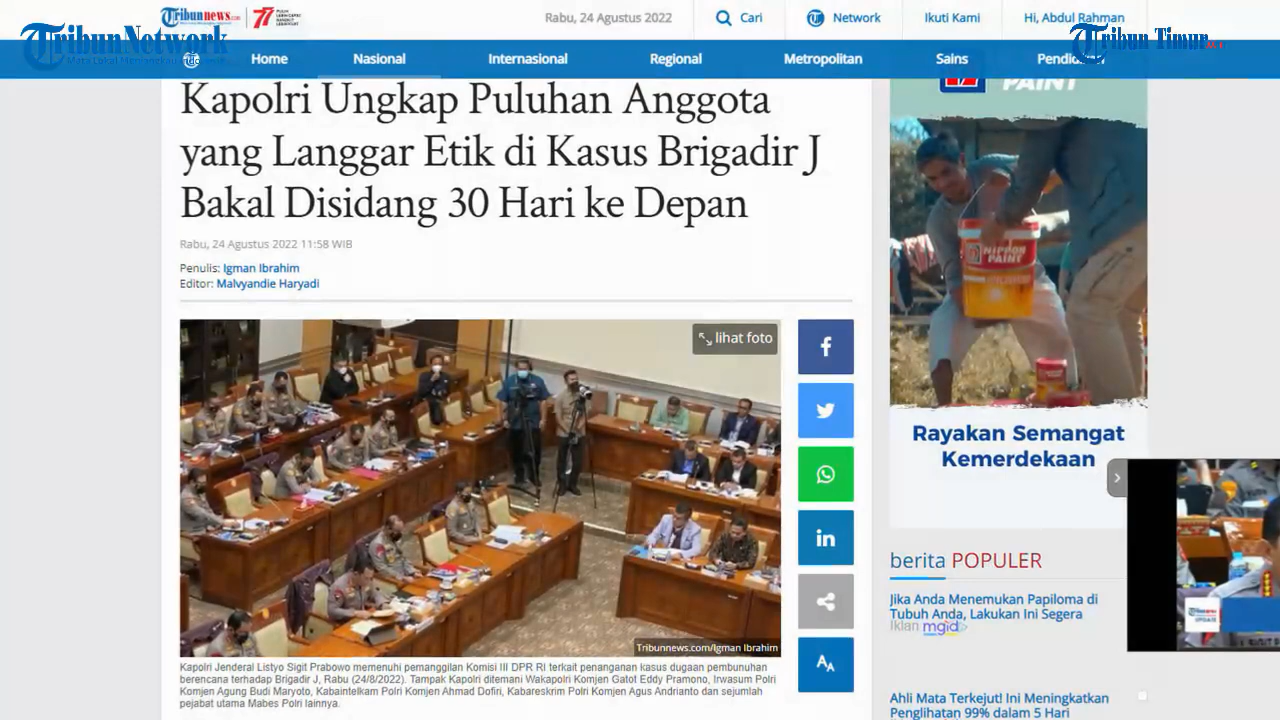 Tribunnews.com
Rabu, 24 Agustus 2022
Cari
Network
Ikuti Kami
Hi, Abdul Rahman
TribunNetwork
Mata Lokal Menjangkau Indonesia
Tribun Timur
Home
Nasional
Internasional
Regional
Metropolitan
Sains
Kapolri Ungkap Puluhan Anggota
yang Langgar Etik di Kasus Brigadir J
Bakal Disidang 30 Hari ke Depan
Rabu, 24 Agustus 2022 11:58 WIB
Penulis: Igman Ibrahim
Editor: Malvyandie Haryadi
lihat foto
Tribunnews.com/Igman Ibrahim
Kapolri Jenderal Listyo Sigit Prabowo memenuhi pemanggilan Komisi III DPR RI terkait penanganan kasus dugaan pembunuhan
berencana terhadap Brigadir J, Rabu (24/8/2022). Tampak Kapolri ditemani Wakapolri Komjen Gatot Eddy Pramono, Irwasum Polri
Komjen Agung Budi Maryoto, Kabaintelkam Polri Komjen Ahmad Dofiri, Kabareskrim Polri Komjen Agus Andrianto dan sejumlah
pejabat utama Mabes Polri lainnya.
PAINT
NIPPON
PAINT
Rayakan Semangat
Kemerdekaan
berita POPULER
Jika Anda Menemukan Papiloma di
Tubuh Anda, Lakukan Ini Segera
Iklan mgid
Ahli Mata Terkejut! Ini Meningkatkan
Penglihatan 99% dalam 5 Hari
UPDATE